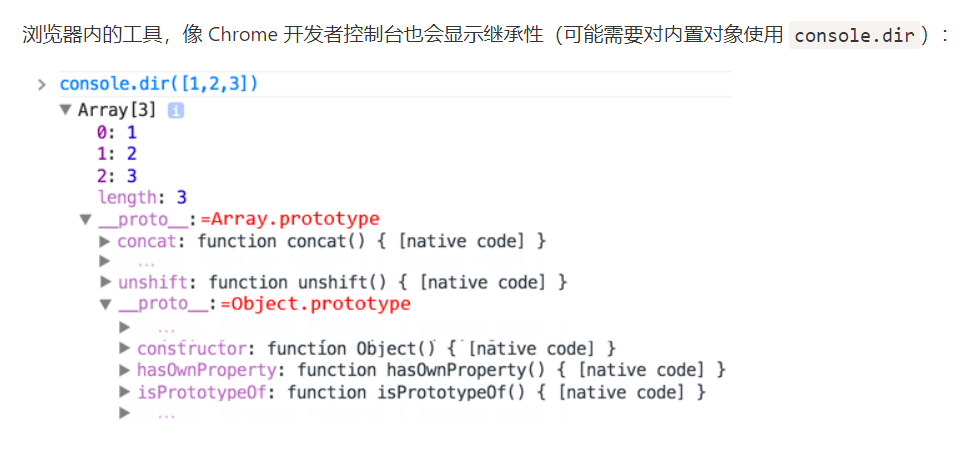 浏览器内的工具，像 Chrome 开发者控制台也会显示继承性（可能需要对内置对象使用 console.dir）：
> console.dir([1,2,3])
▼ Array[3] i
0: 1
1: 2
2: 3
length: 3
▼ __proto__:=Array.prototype
▶ concat: function concat() { [native code] }
▶ ...
▶ unshift: function unshift() { [native code] }
▼ __proto__:=Object.prototype
▶ ...
▶ constructor: function Object() { [native code] }
▶ hasOwnProperty: function hasOwnProperty() { [native code] }
▶ isPrototypeOf: function isPrototypeOf() { [native code] }
▶ ...